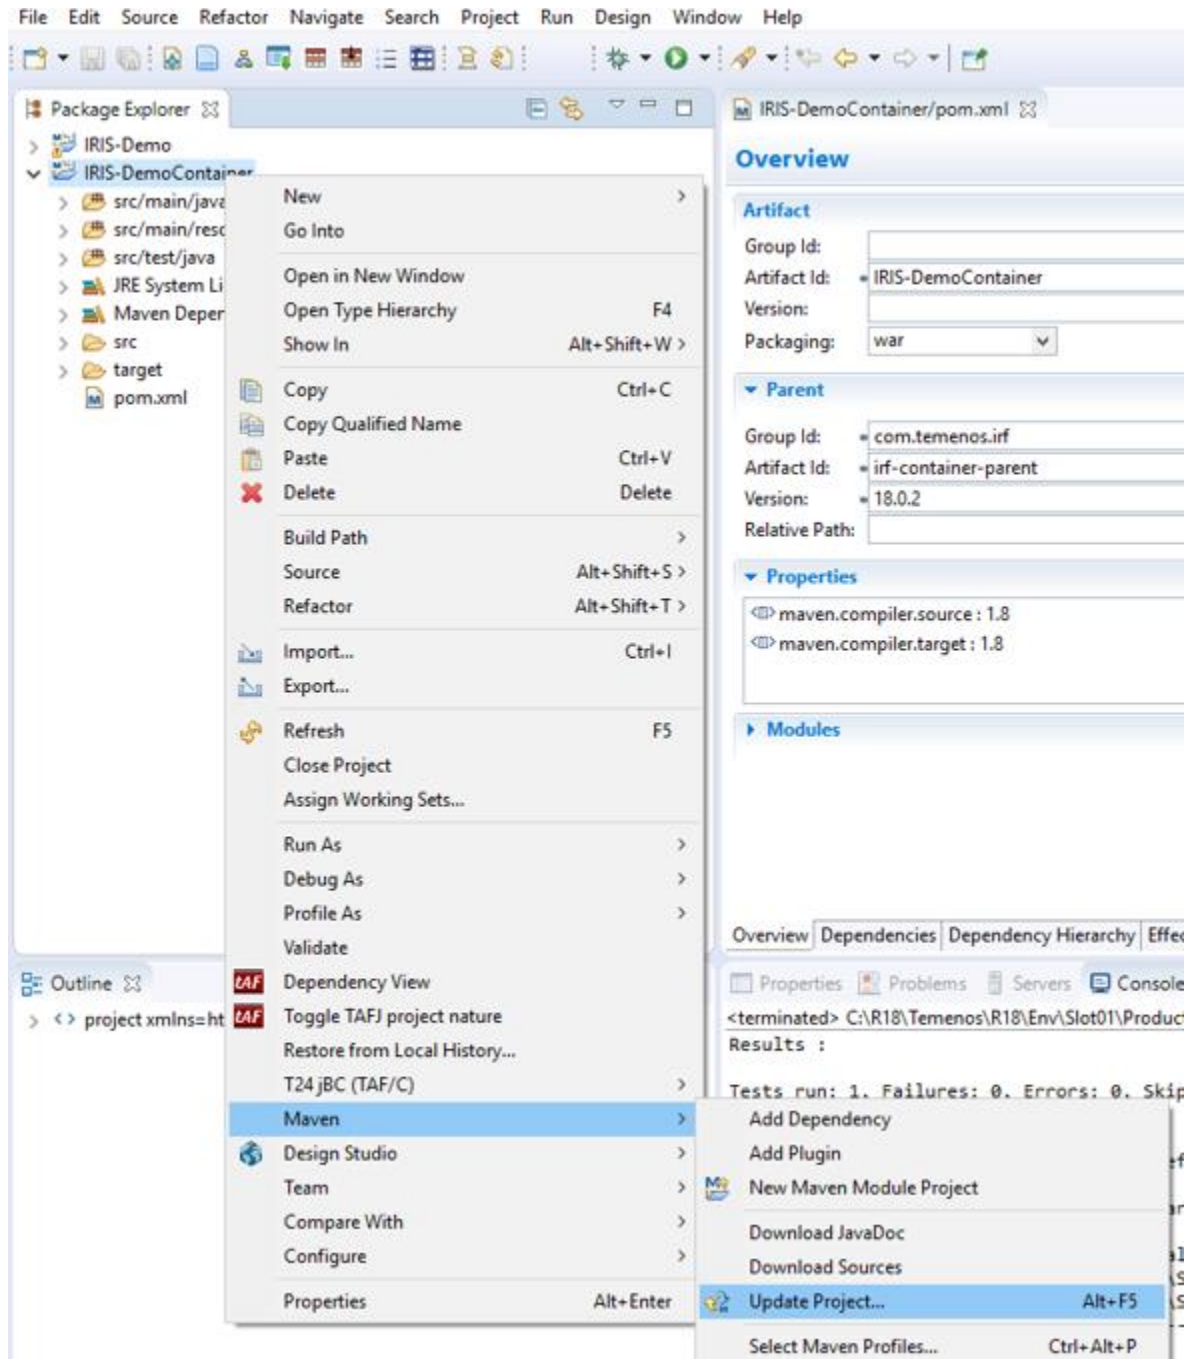 File Edit Source Refactor Navigate Search Project Run Design Window Help
Package Explorer
IRIS-Demo
IRIS-DemoContainer
src/main/java
src/main/resc
src/test/java
JRE System Li
Maven Deper
src
target
pom.xml
New
Go Into
Open in New Window
Open Type Hierarchy F4
Show In Alt+Shift+W >
Copy Ctrl+C
Copy Qualified Name
Paste Ctrl+V
Delete Delete
Build Path
Source Alt+Shift+S >
Refactor Alt+Shift+T >
Import... Ctrl+I
Export...
Refresh F5
Close Project
Assign Working Sets...
Run As
Debug As
Profile As
Validate
tAF Dependency View
tAF Toggle TAFJ project nature
Restore from Local History...
T24 jBC (TAF/C)
Maven
Design Studio
Team
Compare With
Configure
Properties Alt+Enter
Add Dependency
Add Plugin
New Maven Module Project
Download JavaDoc
Download Sources
Update Project... Alt+F5
Select Maven Profiles... Ctrl+Alt+P
Outline
project xmlns=ht
IRIS-DemoContainer/pom.xml
Overview
Artifact
Group Id:
Artifact Id: IRIS-DemoContainer
Version:
Packaging: war
Parent
Group Id: com.temenos.irf
Artifact Id: irf-container-parent
Version: 18.0.2
Relative Path:
Properties
maven.compiler.source : 1.8
maven.compiler.target : 1.8
Modules
Overview Dependencies Dependency Hierarchy Effec
Properties Problems Servers Console
<terminated> C:\R18\Temenos\R18\Env\Slot01\Product
Results :
Tests run: 1, Failures: 0, Errors: 0, Skip